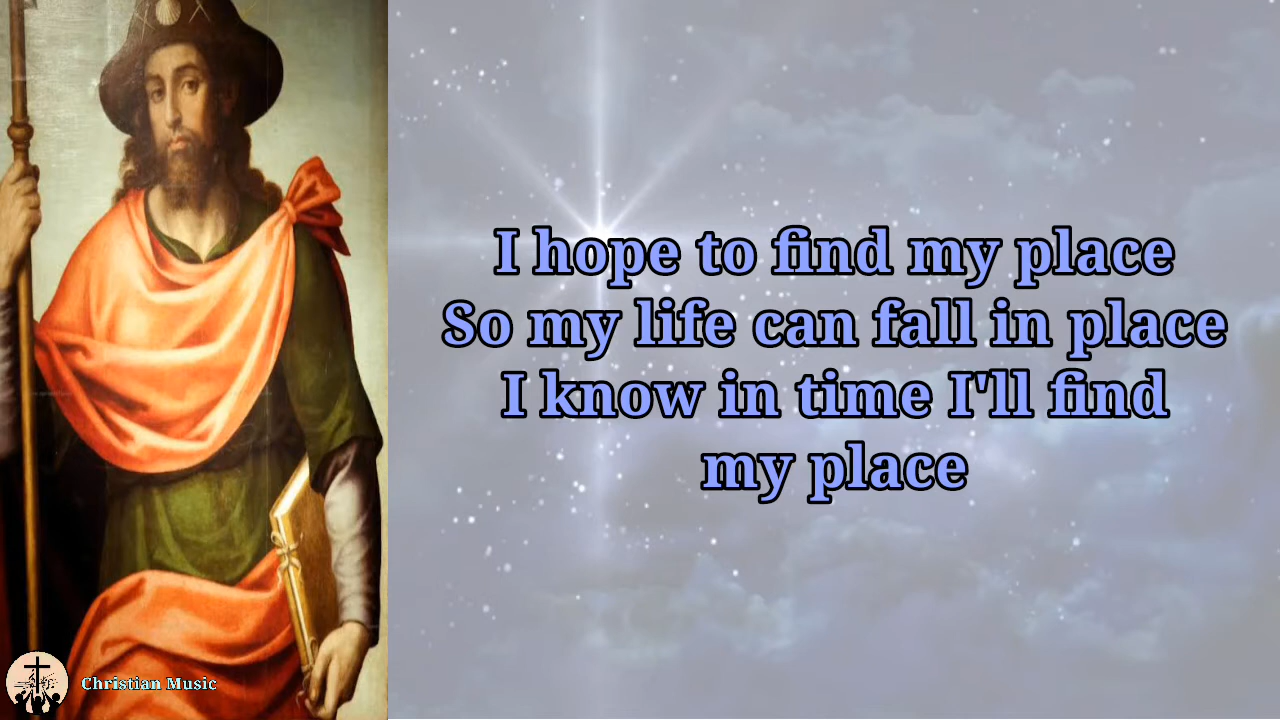 I hope to find my place
So my life can fall in place
I know in time I'll find
my place
Christian Music